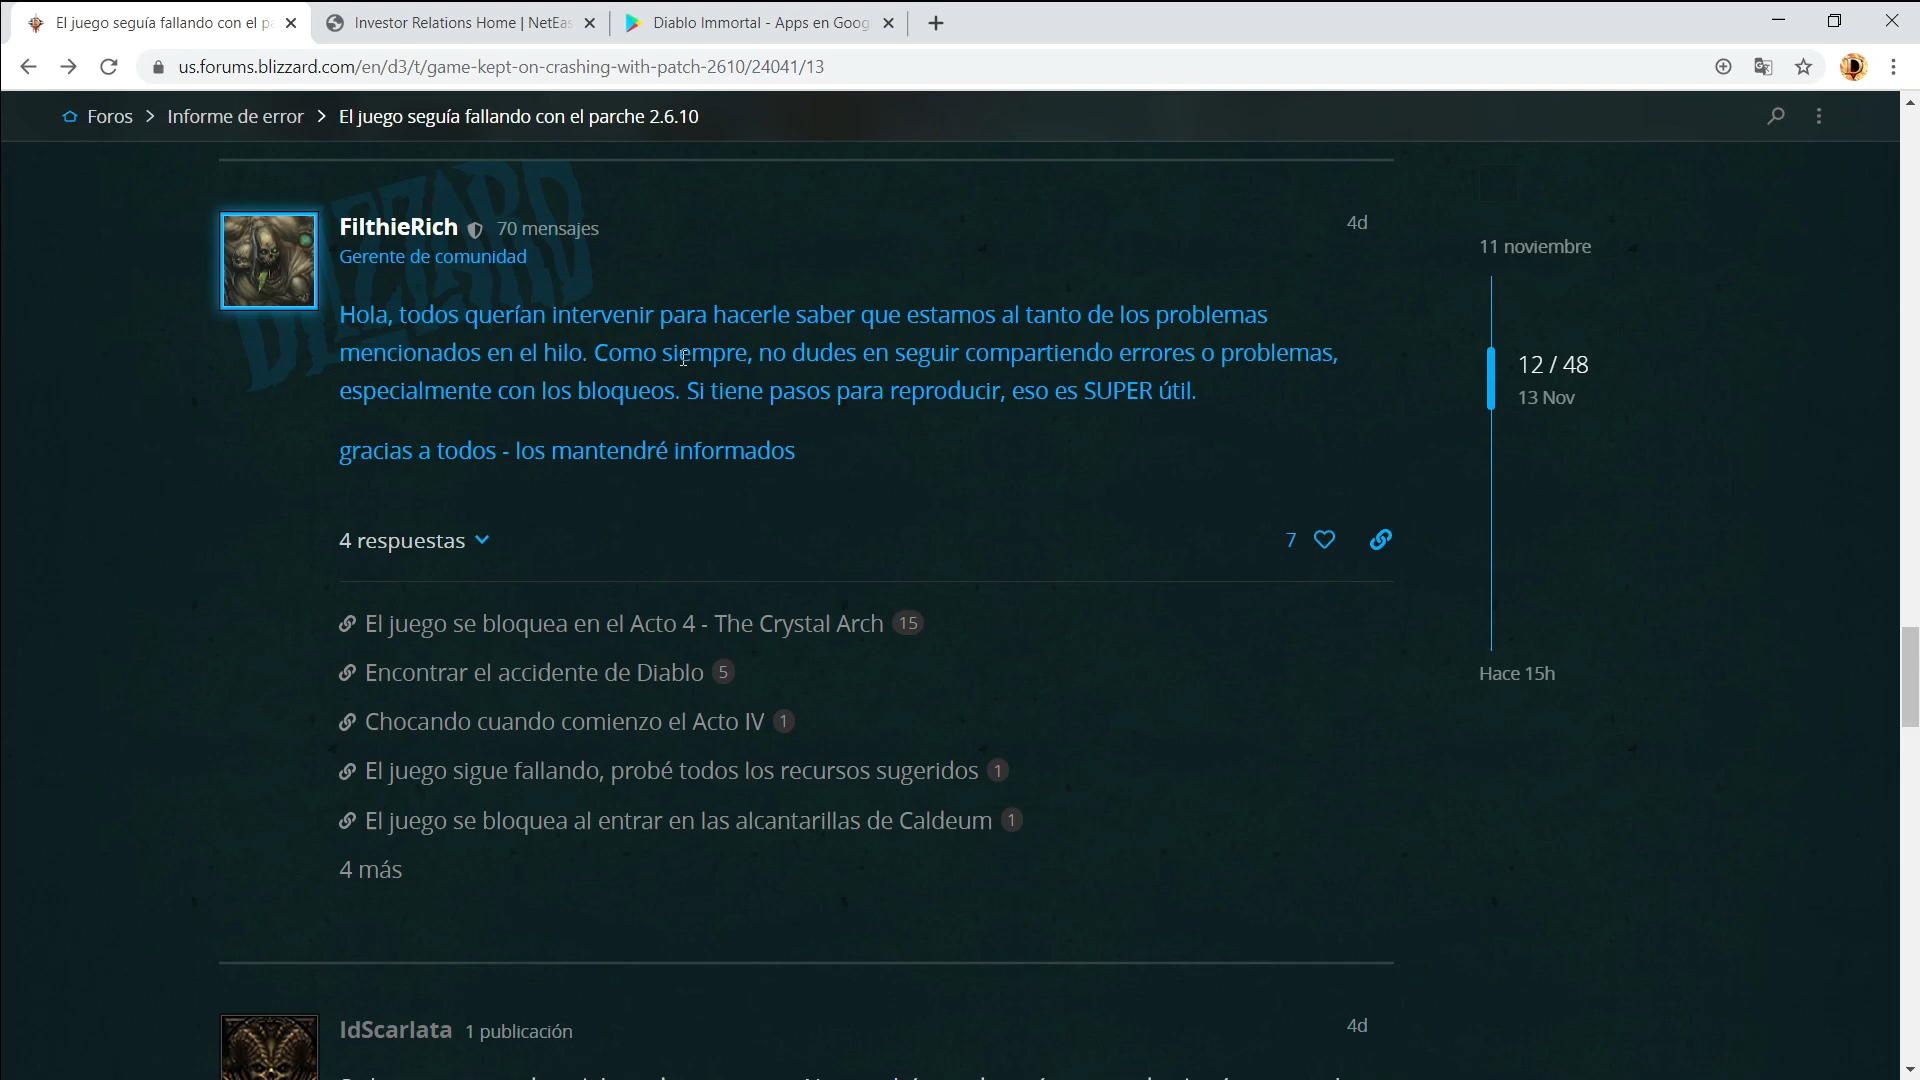 El juego seguía fallando con el pa
Investor Relations Home | NetEas
Diablo Immortal - Apps en Goog
us.forums.blizzard.com/en/d3/t/game-kept-on-crashing-with-patch-2610/24041/13
Foros > Informe de error > El juego seguía fallando con el parche 2.6.10
BLIZZARD
FilthieRich 70 mensajes 4d
Gerente de comunidad
11 noviembre
Hola, todos querían intervenir para hacerle saber que estamos al tanto de los problemas
mencionados en el hilo. Como siempre, no dudes en seguir compartiendo errores o problemas,
especialmente con los bloqueos. Si tiene pasos para reproducir, eso es SUPER útil.
12 / 48
13 Nov
gracias a todos - los mantendré informados
4 respuestas 7
El juego se bloquea en el Acto 4 - The Crystal Arch 15
Encontrar el accidente de Diablo 5
Hace 15h
Chocando cuando comienzo el Acto IV 1
El juego sigue fallando, probé todos los recursos sugeridos 1
El juego se bloquea al entrar en las alcantarillas de Caldeum 1
4 más
IdScarlata 1 publicación 4d